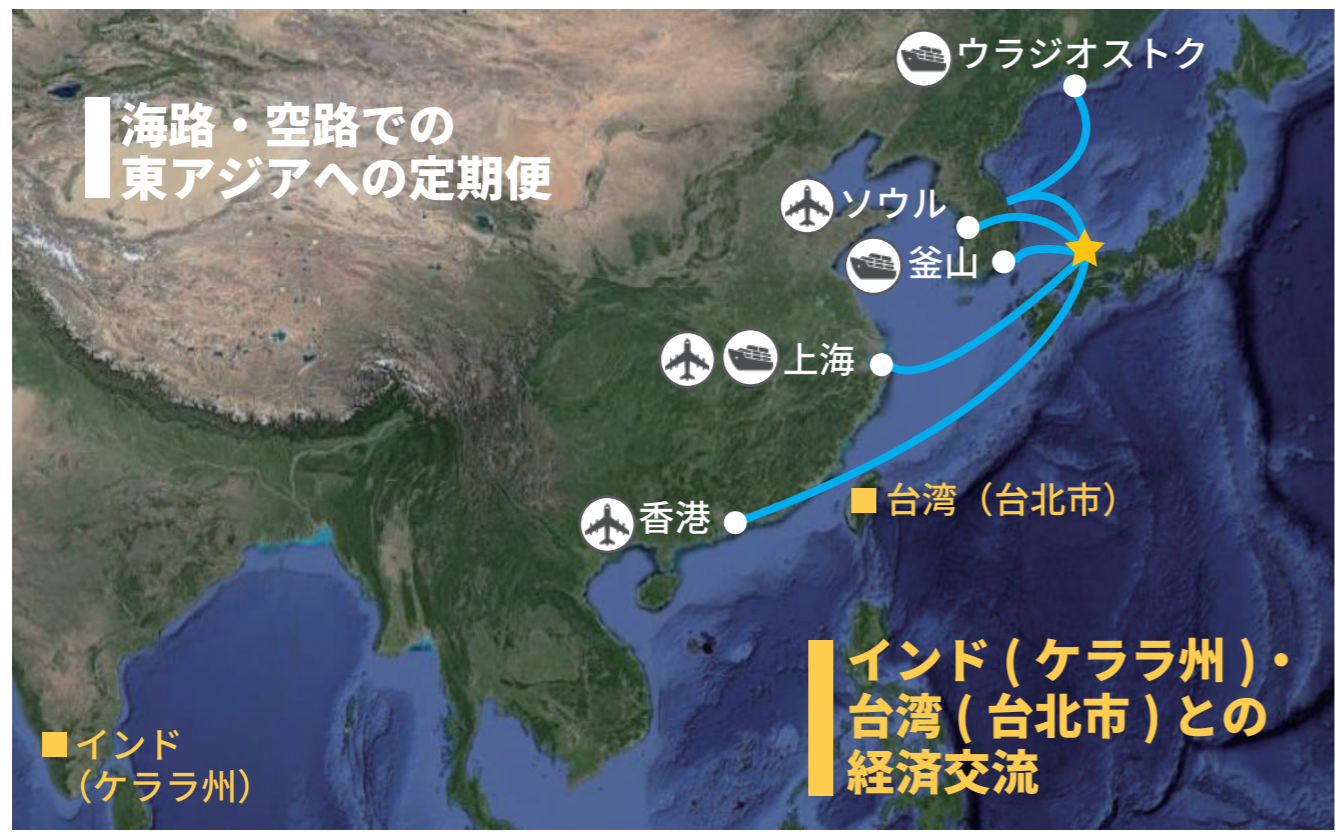 ウラジオストク
海路・空路での
東アジアへの定期便
ソウル
釜山
上海
香港
台湾（台北市）
インド(ケララ州)・
台湾(台北市)との
経済交流
インド
（ケララ州）